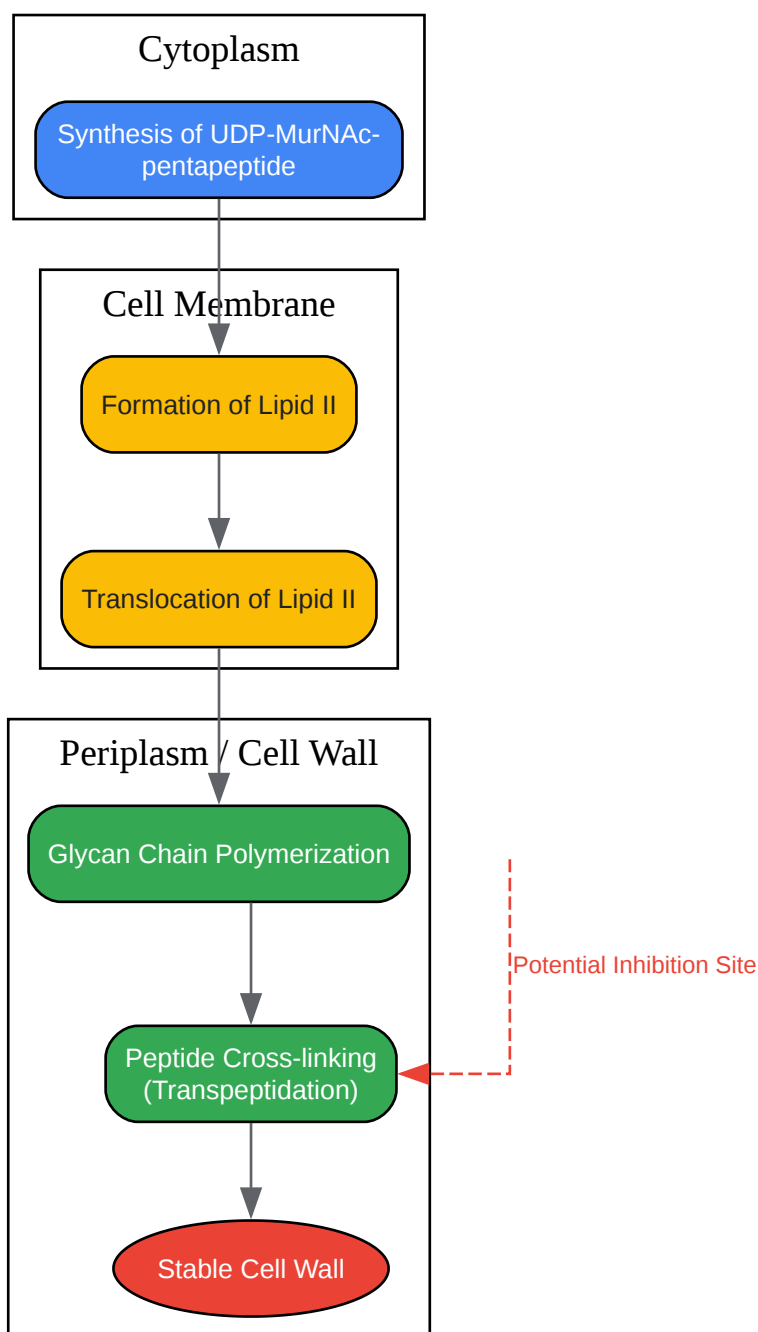 Cytoplasm
Synthesis of UDP-MurNAc-
pentapeptide
Cell Membrane
Formation of Lipid II
Translocation of Lipid II
Periplasm / Cell Wall
Glycan Chain Polymerization
Potential Inhibition Site
Peptide Cross-linking
(Transpeptidation)
Stable Cell Wall